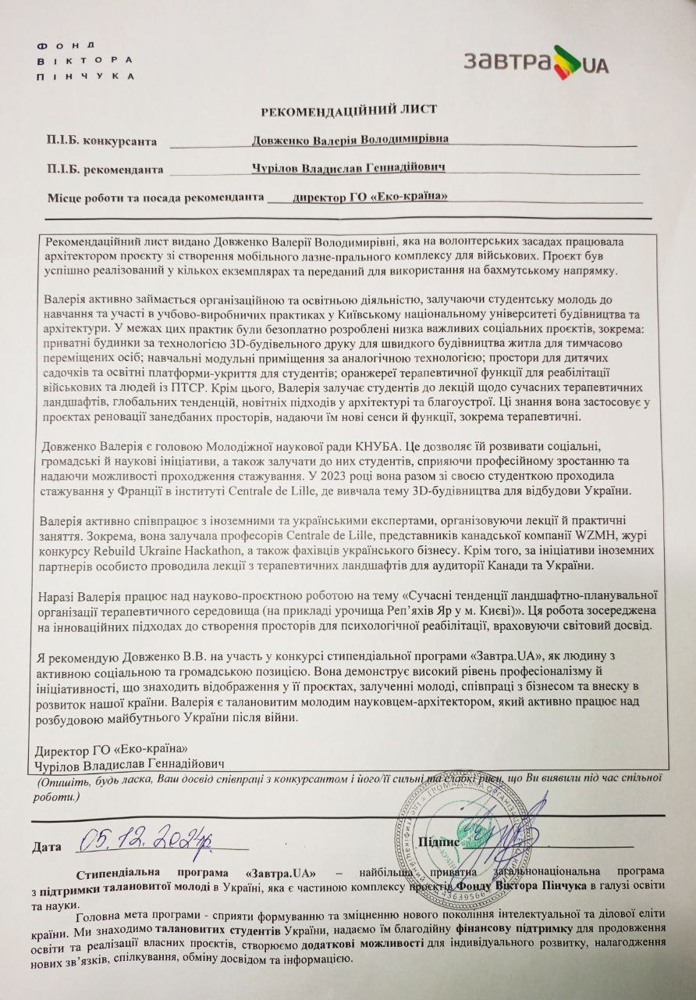 ФОНД
ВІКТОРА
ПІНЧУКА
завтра UA
РЕКОМЕНДАЦІЙНИЙ ЛИСТ
П.І.Б. конкурсанта Довженко Валерія Володимирівна
П.І.Б. рекоменданта Чурілов Владислав Геннадійович
Місце роботи та посада рекоменданта директор ГО «Еко-країна»
Рекомендаційний лист видано Довженко Валерії Володимирівні, яка на волонтерських засадах працювала
архітектором проєкту зі створення мобільного лазне-прального комплексу для військових. Проєкт був
успішно реалізований у кількох екземплярах та переданий для використання на бахмутському напрямку.
Валерія активно займається організаційною та освітньою діяльністю, залучаючи студентську молодь до
навчання та участі в учбово-виробничих практиках у Київському національному університеті будівництва та
архітектури. У межах цих практик були безоплатно розроблені низка важливих соціальних проєктів, зокрема:
приватні будинки за технологією 3D-будівельного друку для швидкого будівництва житла для тимчасово
переміщених осіб; навчальні модульні приміщення за аналогічною технологією; простори для дитячих
садочків та освітні платформи-укриття для студентів; оранжереї терапевтичної функції для реабілітації
військових та людей із ПТСР. Крім цього, Валерія залучає студентів до лекцій щодо сучасних терапевтичних
ландшафтів, глобальних тенденцій, новітніх підходів у архітектурі та благоустрої. Ці знання вона застосовує у
проєктах реновації занедбаних просторів, надаючи їм нові сенси й функції, зокрема терапевтичні.
Довженко Валерія є головою Молодіжної наукової ради КНУБА. Це дозволяє їй розвивати соціальні,
громадські й наукові ініціативи, а також залучати до них студентів, сприяючи професійному зростанню та
надаючи можливості проходження стажування. У 2023 році вона разом зі своєю студенткою проходила
стажування у Франції в інституті Centrale de Lille, де вивчала тему 3D-будівництва для відбудови України.
Валерія активно співпрацює з іноземними та українськими експертами, організовуючи лекції й практичні
заняття. Зокрема, вона залучала професорів Centrale de Lille, представників канадської компанії WZMH, журі
конкурсу Rebuild Ukraine Hackathon, а також фахівців українського бізнесу. Крім того, за ініціативи іноземних
партнерів особисто проводила лекції з терапевтичних ландшафтів для аудиторії Канади та України.
Наразі Валерія працює над науково-проєктною роботою на тему «Сучасні тенденції ландшафтно-планувальної
організації терапевтичного середовища (на прикладі урочища Реп’яхів Яр у м. Києві)». Ця робота зосереджена
на інноваційних підходах до створення просторів для психологічної реабілітації, враховуючи світовий досвід.
Я рекомендую Довженко В.В. на участь у конкурсі стипендіальної програми «Завтра.UA», як людину з
активною соціальною та громадською позицією. Вона демонструє високий рівень професіоналізму й
ініціативності, що знаходить відображення у її проєктах, залученні молоді, співпраці з бізнесом та внеску в
розвиток нашої країни. Валерія є талановитим молодим науковцем-архітектором, який активно працює над
розбудовою майбутнього України після війни.
Директор ГО «Еко-країна»
Чурілов Владислав Геннадійович
(Опишіть, будь ласка, Ваш досвід співпраці з конкурсантом і його/її сильні та слабкі риси, що Ви виявили під час спільної
роботи.)
Дата 05.12.2024р. Підпис
Стипендіальна програма «Завтра.UA» – найбільша приватна загальнонаціональна програма
з підтримки талановитої молоді в Україні, яка є частиною комплексу проєктів Фонду Віктора Пінчука в галузі освіти
та науки.
Головна мета програми - сприяти формуванню та зміцненню нового покоління інтелектуальної та ділової еліти
країни. Ми знаходимо талановитих студентів України, надаємо їм благодійну фінансову підтримку для продовження
освіти та реалізації власних проєктів, створюємо додаткові можливості для індивідуального розвитку, налагодження
нових зв’язків, спілкування, обміну досвідом та інформацією.